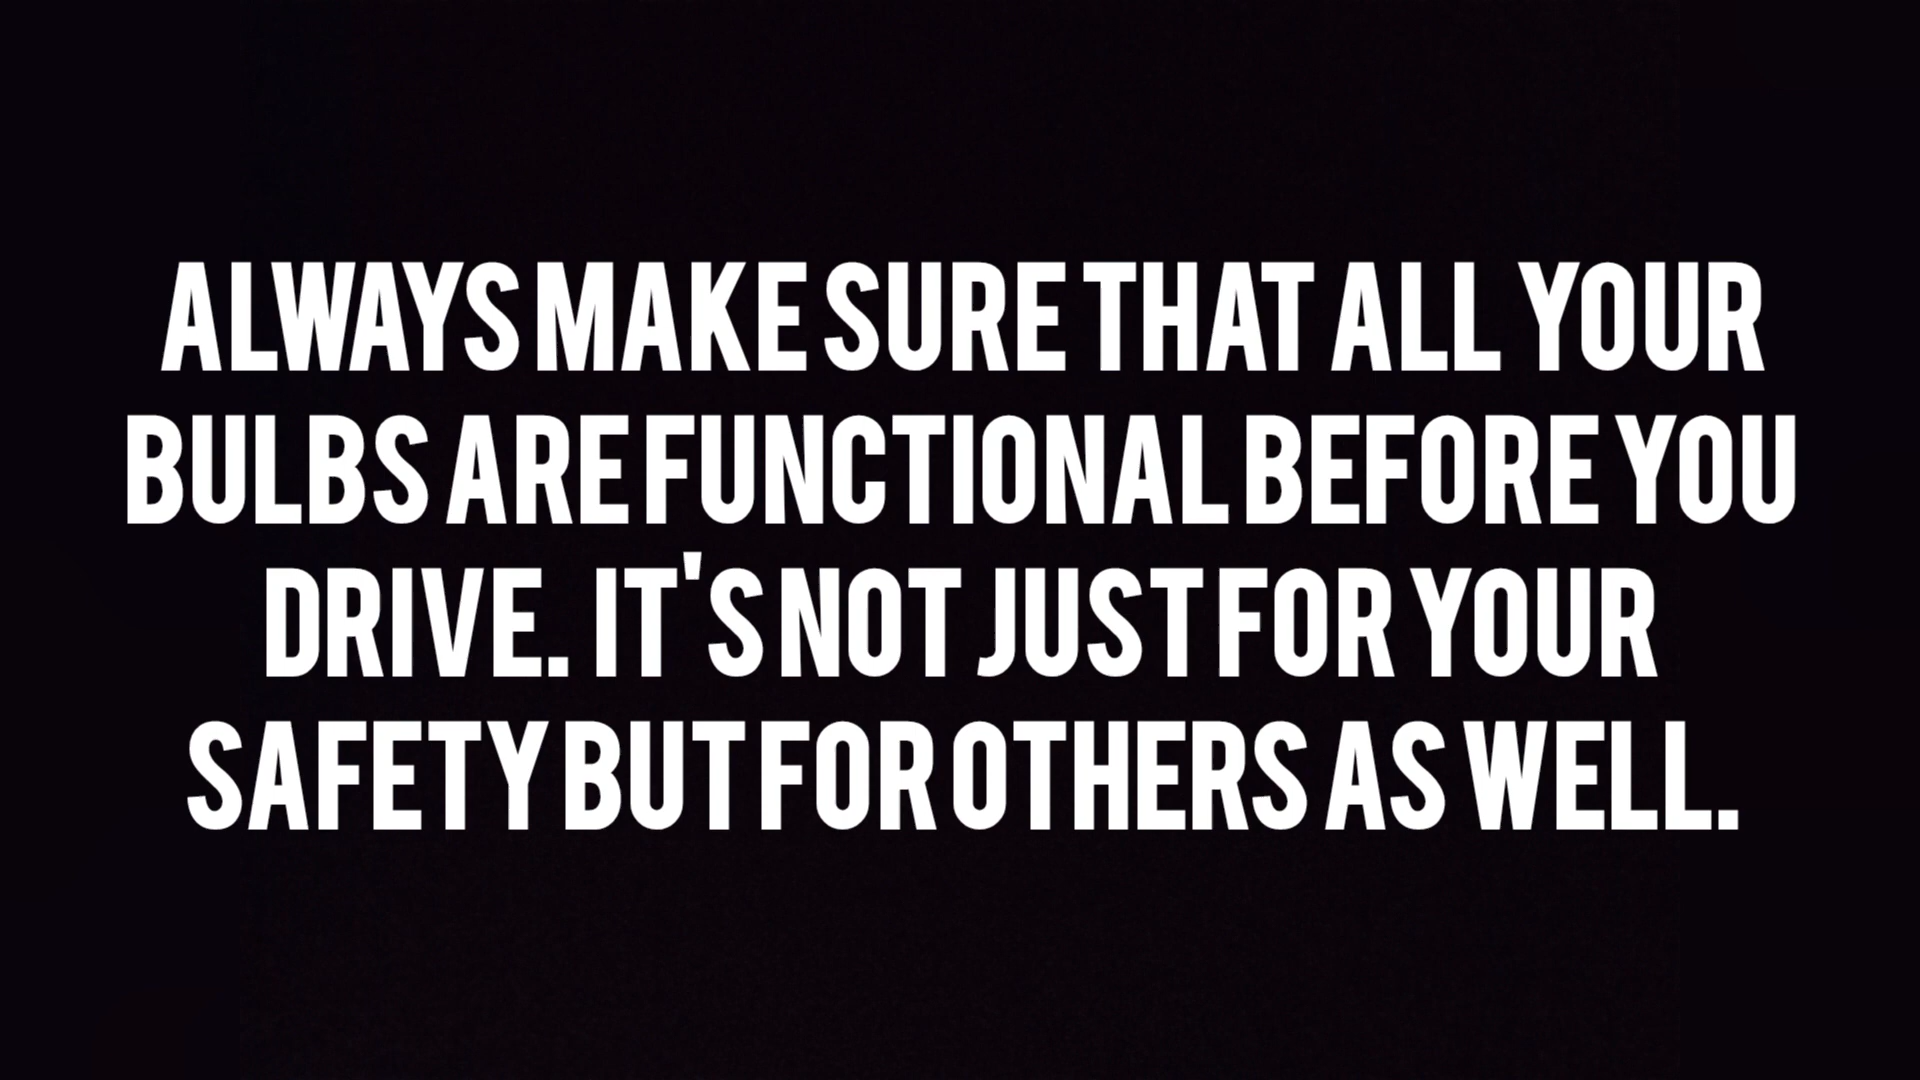 ALWAYS MAKE SURE THAT ALL YOUR
BULBS ARE FUNCTIONAL BEFORE YOU
DRIVE. IT'S NOT JUST FOR YOUR
SAFETY BUT FOR OTHERS AS WELL.